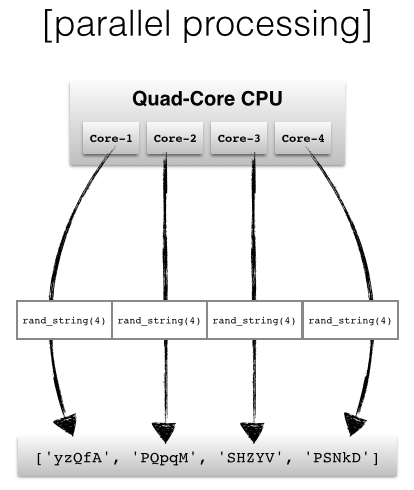 [parallel processing]
Quad-Core CPU
Core-1 Core-2 Core-3 Core-4
rand_string(4) rand_string(4) rand_string(4) rand_string(4)
['yzQfA', 'PQpqM', 'SHZYV', 'PSNkD']